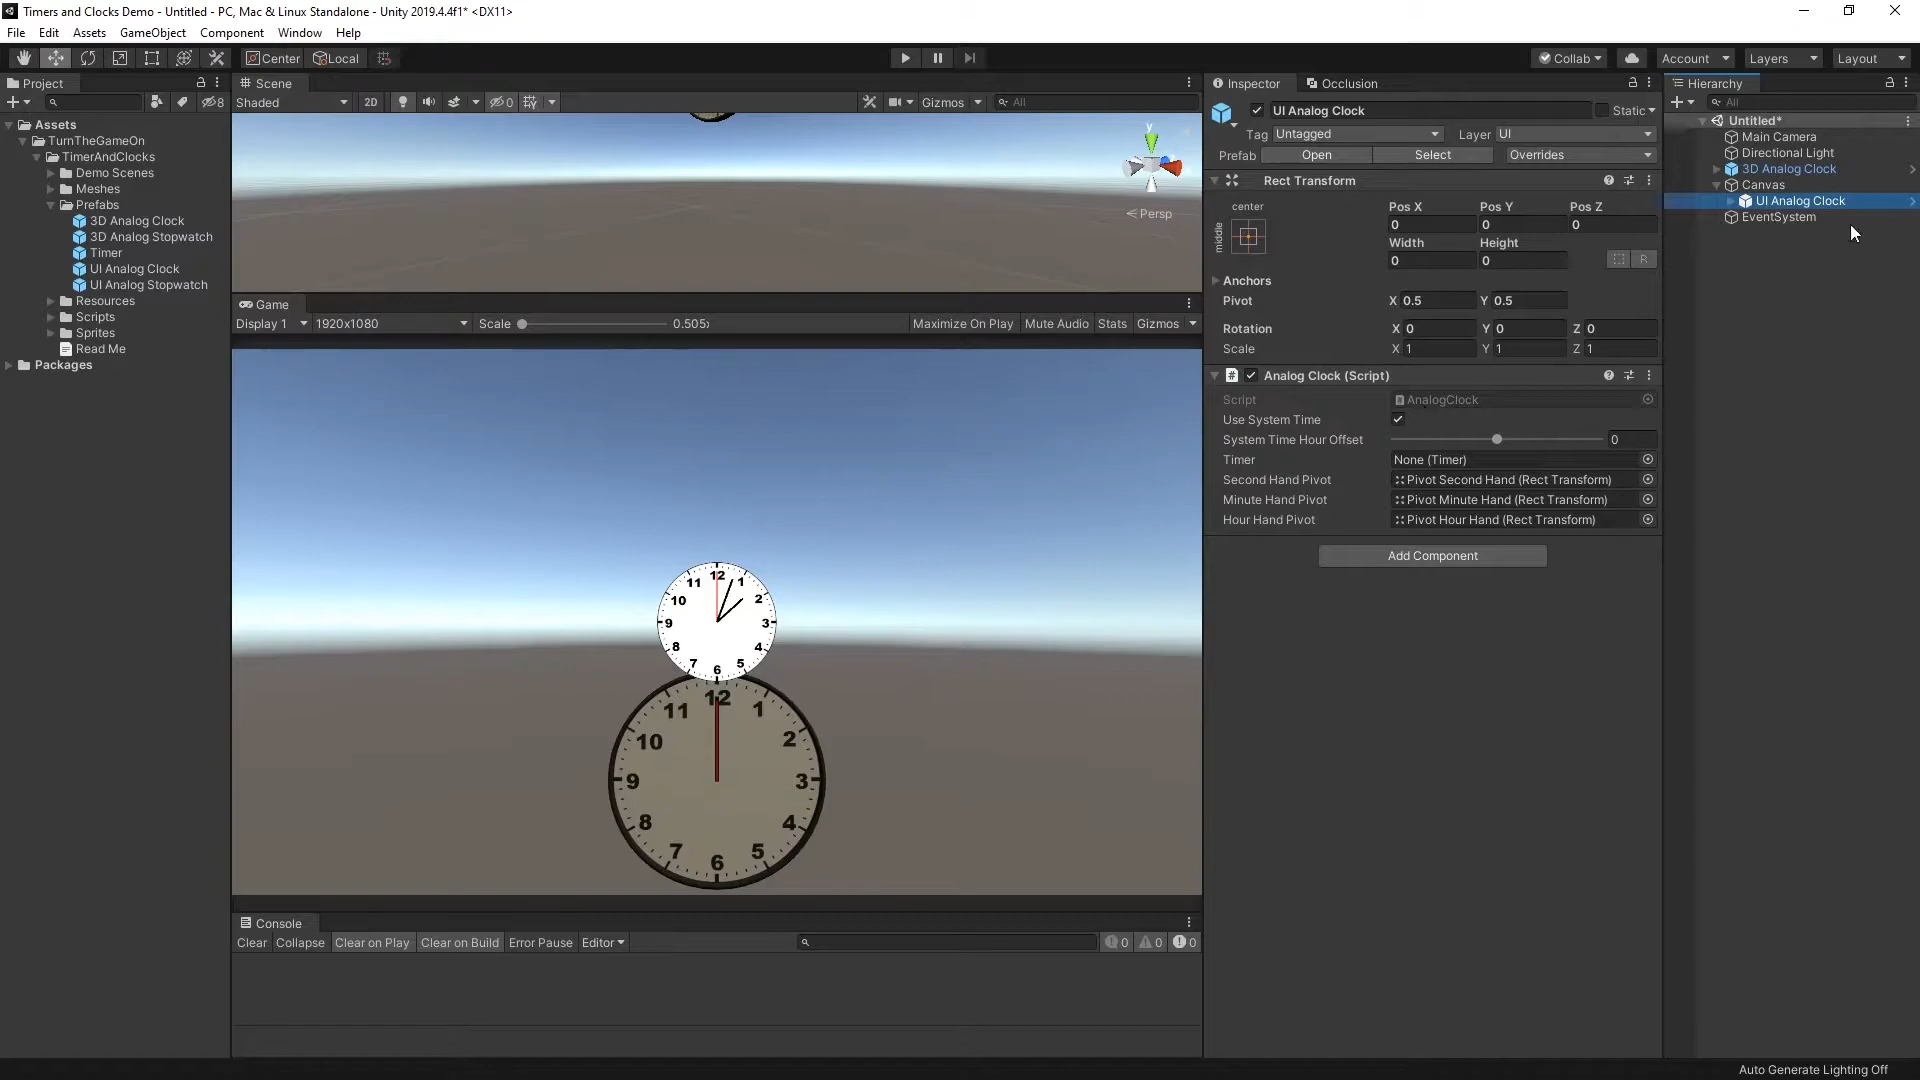 Timers and Clocks Demo - Untitled - PC, Mac & Linux Standalone - Unity 2019.4.4f1* <DX11>
File Edit Assets GameObject Component Window Help
Center Local Collab Account Layers Layout
Project
8
Assets
TurnTheGameOn
TimerAndClocks
Demo Scenes
Meshes
Prefabs
3D Analog Clock
3D Analog Stopwatch
Timer
UI Analog Clock
UI Analog Stopwatch
Resources
Scripts
Sprites
Read Me
Packages
Scene
Shaded 2D 0 Gizmos All
y
Persp
Game
Display 1 1920x1080 Scale 0.505x Maximize On Play Mute Audio Stats Gizmos
12
1
2
3
4
5
6
7
8
9
10
11
12
1
2
3
4
5
6
7
8
9
10
11
Console
Clear Collapse Clear on Play Clear on Build Error Pause Editor 0 0 0
Inspector Occlusion
UI Analog Clock Static
Tag Untagged Layer UI
Prefab Open Select Overrides
Rect Transform
center
middle
Pos X Pos Y Pos Z
0 0 0
Width Height
0 0
R
Anchors
Pivot X 0.5 Y 0.5
Rotation X 0 Y 0 Z 0
Scale X 1 Y 1 Z 1
Analog Clock (Script)
Script AnalogClock
Use System Time
System Time Hour Offset 0
Timer None (Timer)
Second Hand Pivot Pivot Second Hand (Rect Transform)
Minute Hand Pivot Pivot Minute Hand (Rect Transform)
Hour Hand Pivot Pivot Hour Hand (Rect Transform)
Add Component
Hierarchy
All
Untitled*
Main Camera
Directional Light
3D Analog Clock
Canvas
UI Analog Clock
EventSystem
Auto Generate Lighting Off